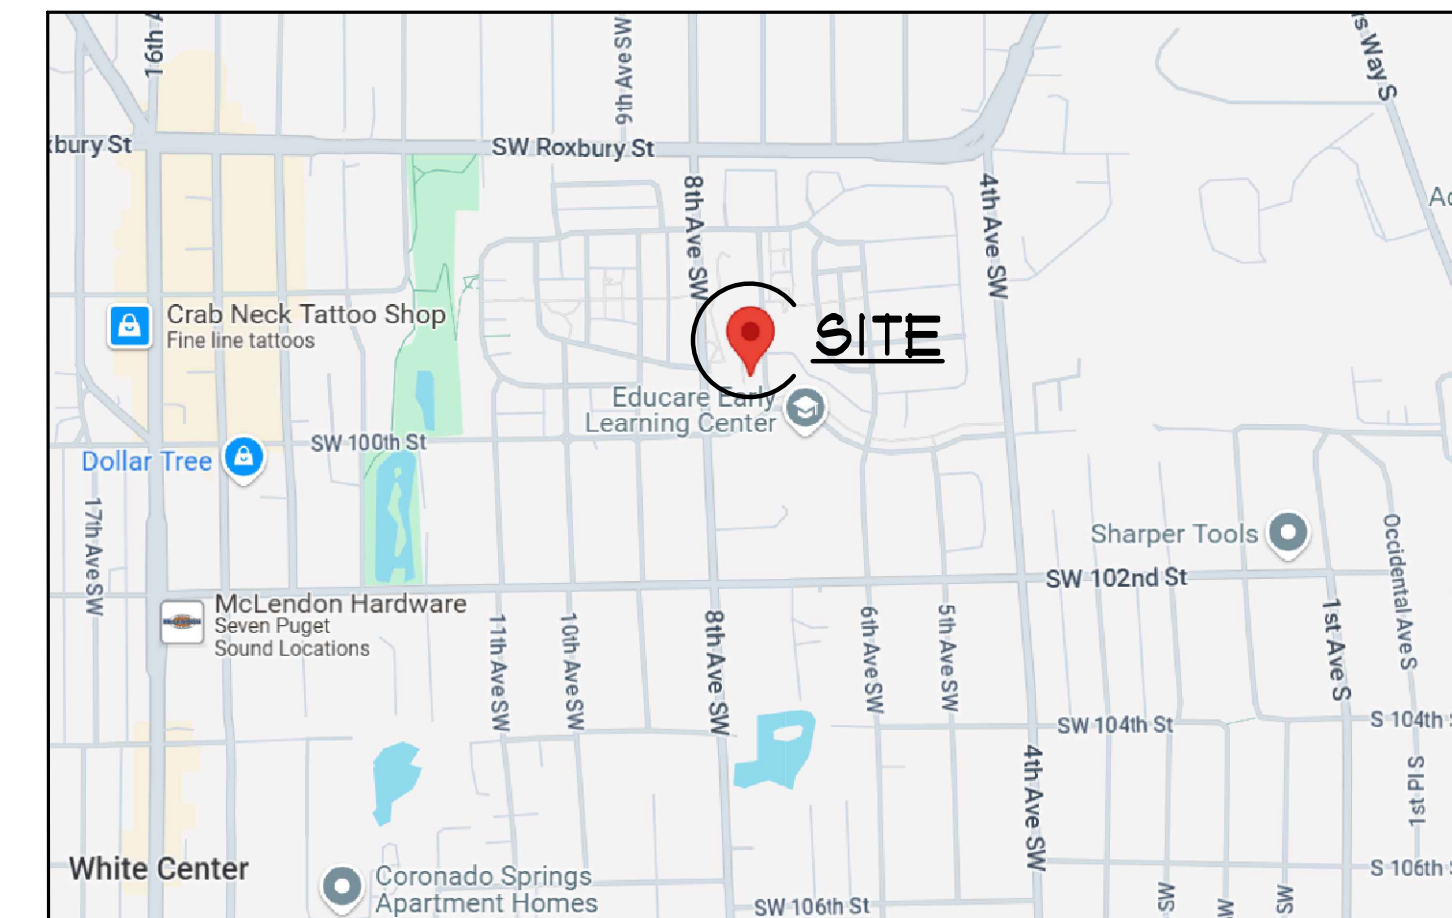 16th A
9th Ave SW
s Way S
xbury St
SW Roxbury St
8th Ave SW
4th Ave SW
Ac
Crab Neck Tattoo Shop
Fine line tattoos
SITE
Educare Early
Learning Center
SW 100th St
Dollar Tree
17th Ave SW
Sharper Tools
Occidental Ave S
SW 102nd St
McLendon Hardware
Seven Puget
Sound Locations
11th Ave SW
10th Ave SW
8th Ave SW
6th Ave SW
5th Ave SW
1st Ave S
SW 104th St
S 104th S
4th Ave SW
1st Pl S
White Center
Coronado Springs
Apartment Homes
SW 106th St
S 106th S
SW
SW